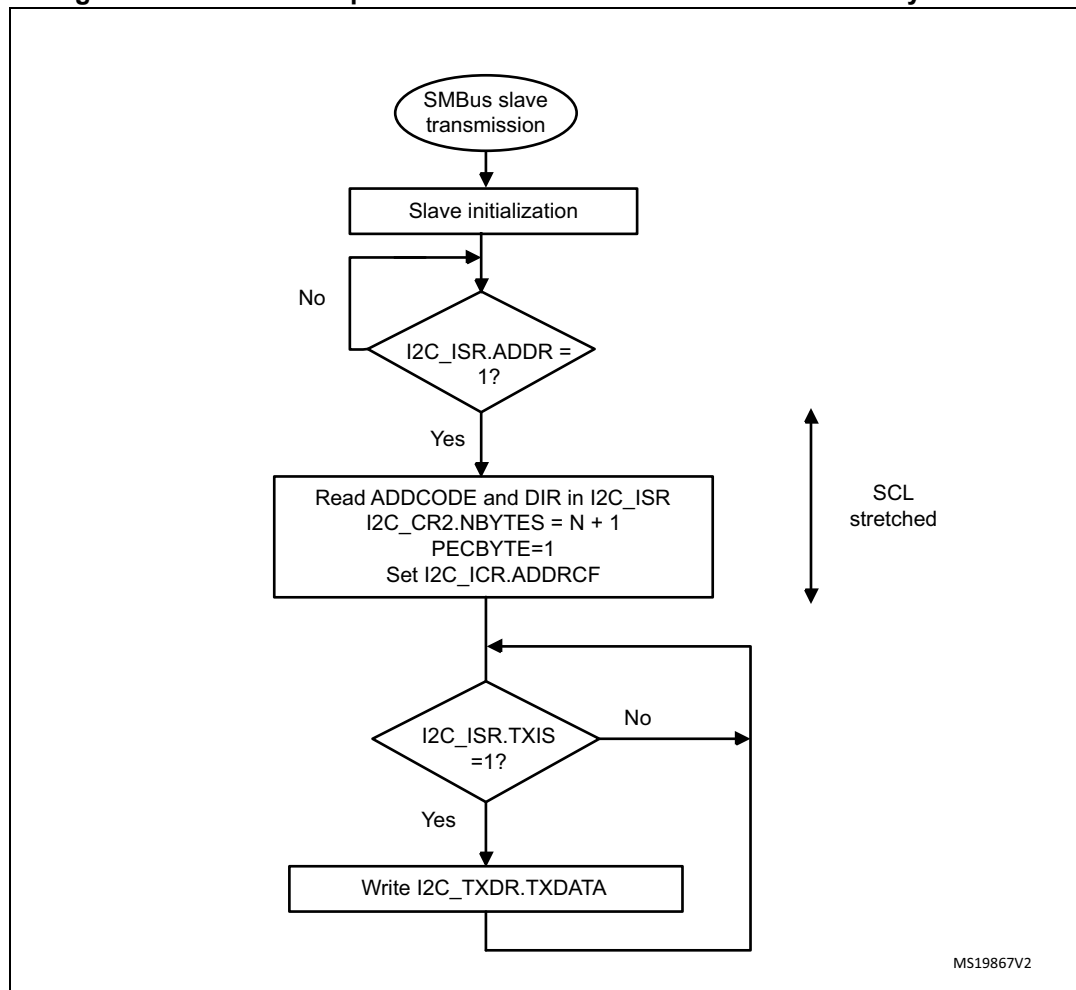 SMBus slave
transmission
Slave initialization
No
I2C_ISR.ADDR =
1?
Yes
Read ADDCODE and DIR in I2C_ISR
I2C_CR2.NBYTES = N + 1
PECBYTE=1
Set I2C_ICR.ADDRCF
SCL
stretched
I2C_ISR.TXIS
=1?
No
Yes
Write I2C_TXDR.TXDATA
MS19867V2